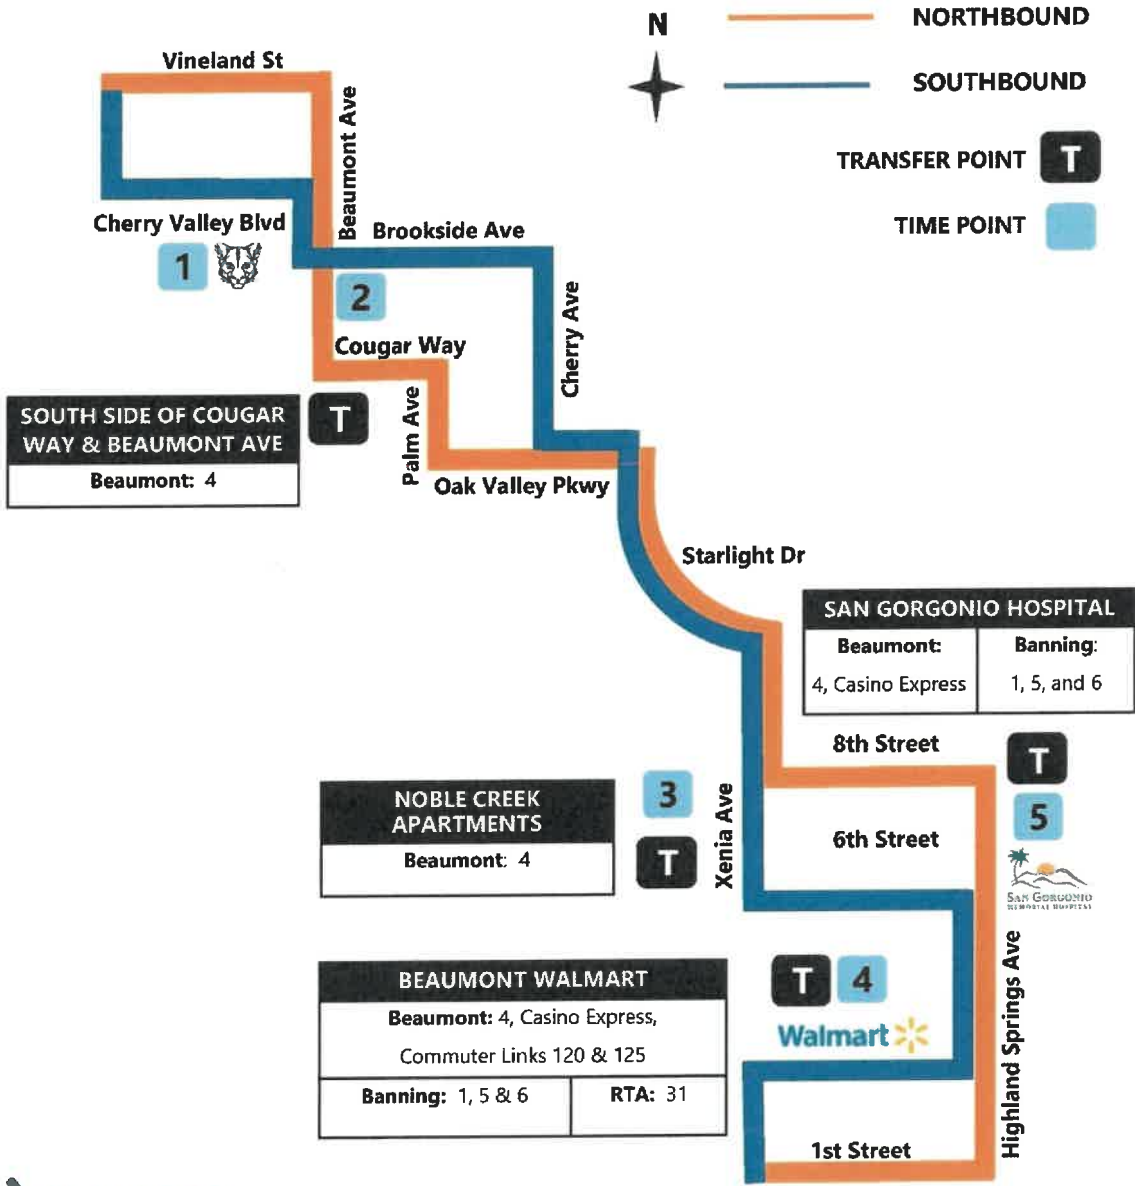 N
NORTHBOUND
SOUTHBOUND
TRANSFER POINT T
TIME POINT
Vineland St
Beaumont Ave
Cherry Valley Blvd
Brookside Ave
1
2
Cherry Ave
Cougar Way
SOUTH SIDE OF COUGAR
WAY & BEAUMONT AVE
Beaumont: 4
T
Palm Ave
Oak Valley Pkwy
Starlight Dr
SAN GORGONIO HOSPITAL
Beaumont:
4, Casino Express
Banning:
1, 5, and 6
8th Street
T
5
SAN GORGONIO
MEMORIAL HOSPITAL
NOBLE CREEK
APARTMENTS
Beaumont: 4
3
T
Xenia Ave
6th Street
BEAUMONT WALMART
Beaumont: 4, Casino Express,
Commuter Links 120 & 125
Banning: 1, 5 & 6
RTA: 31
T 4
Walmart
Highland Springs Ave
1st Street